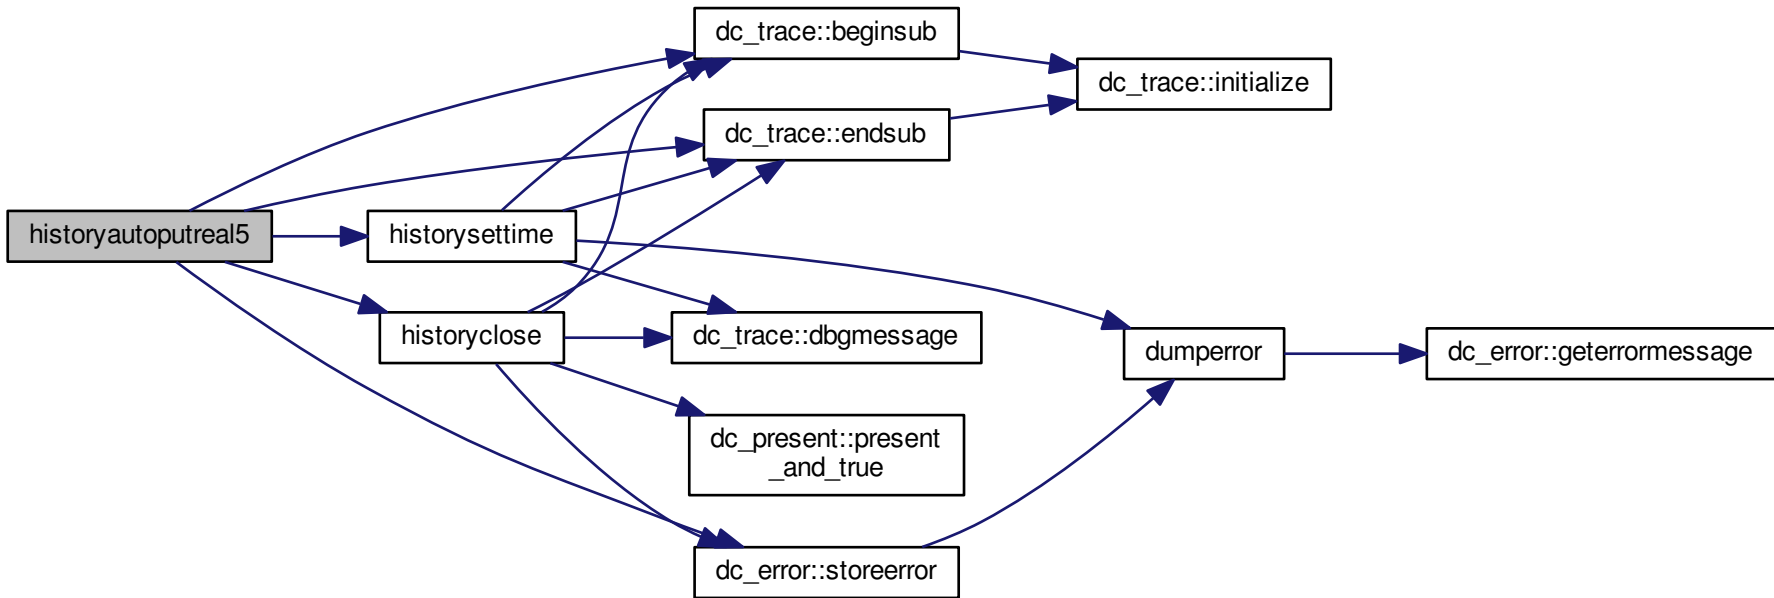 dc_trace::beginsub
dc_trace::initialize
dc_trace::endsub
historyautoputreal5
historysettime
historyclose
dc_trace::dbgmessage
dumperror
dc_error::geterrormessage
dc_present::present
_and_true
dc_error::storeerror